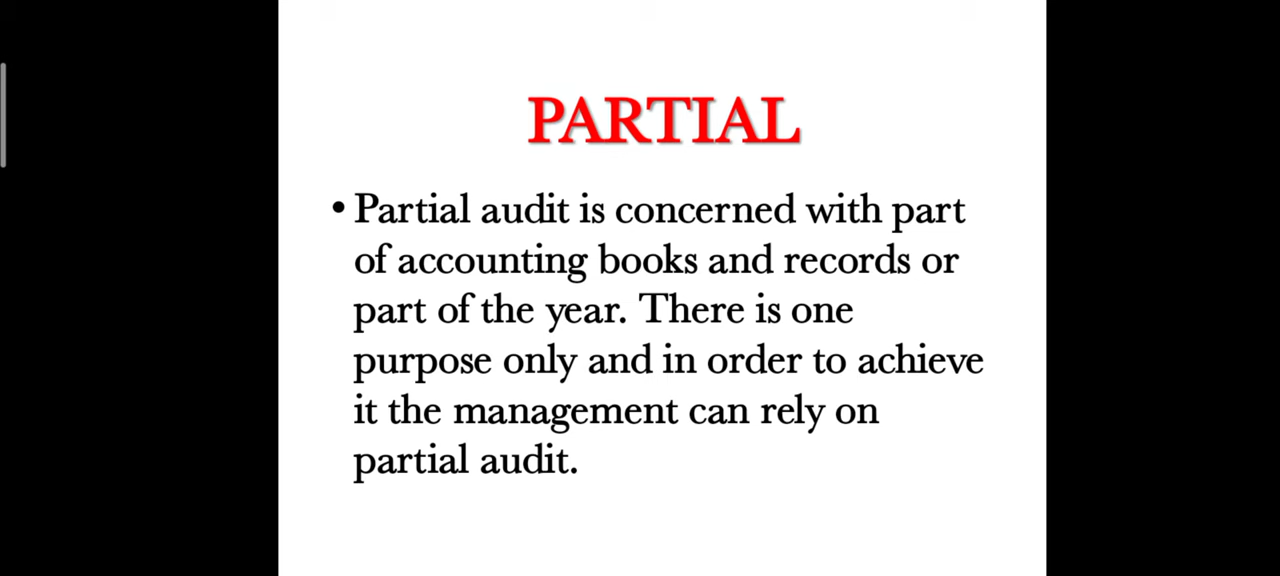 PARTIAL
• Partial audit is concerned with part
of accounting books and records or
part of the year. There is one
purpose only and in order to achieve
it the management can rely on
partial audit.